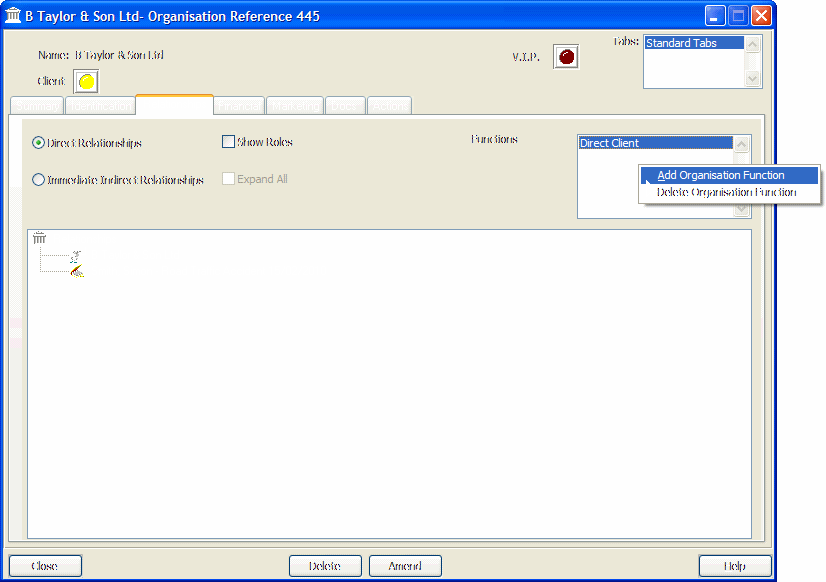 B Taylor & Son Ltd- Organisation Reference 445
Name: B Taylor & Son Ltd
V.I.P.
Tabs:
Standard Tabs
Client:
Summary
Identification
Financial
Marketing
Docs
Actions
Direct Relationships
Show Roles
Functions
Direct Client
Immediate Indirect Relationships
Expand All
Add Organisation Function
Delete Organisation Function
Close
Delete
Amend
Help